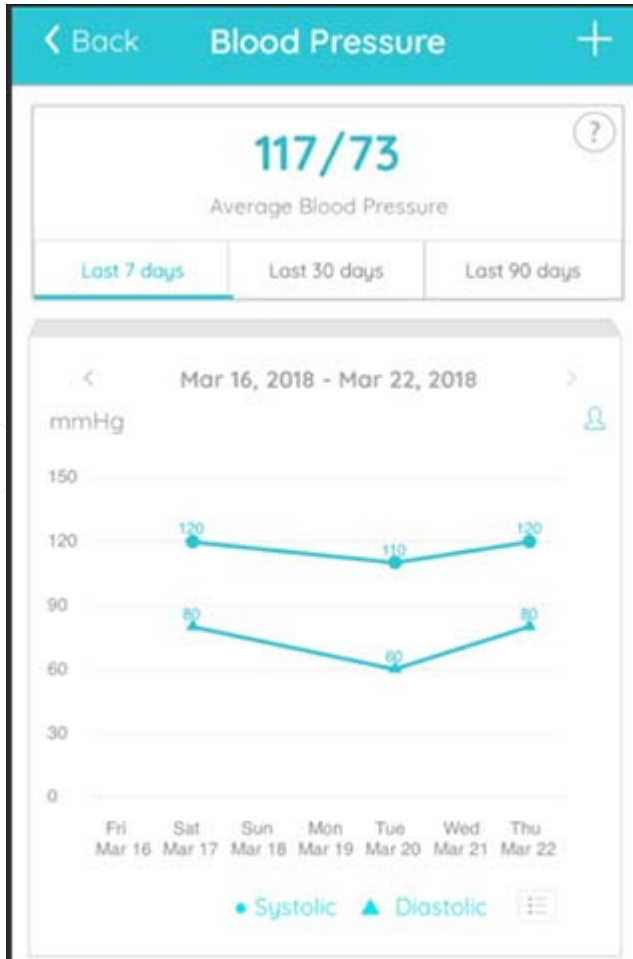 Back Blood Pressure +
117/73
?
Average Blood Pressure
Last 7 days Last 30 days Last 90 days
< Mar 16, 2018 - Mar 22, 2018 >
mmHg
150
120
90
60
30
0
120 110 120
80 60 80
Fri Sat Sun Mon Tue Wed Thu
Mar 16 Mar 17 Mar 18 Mar 19 Mar 20 Mar 21 Mar 22
Systolic Diastolic